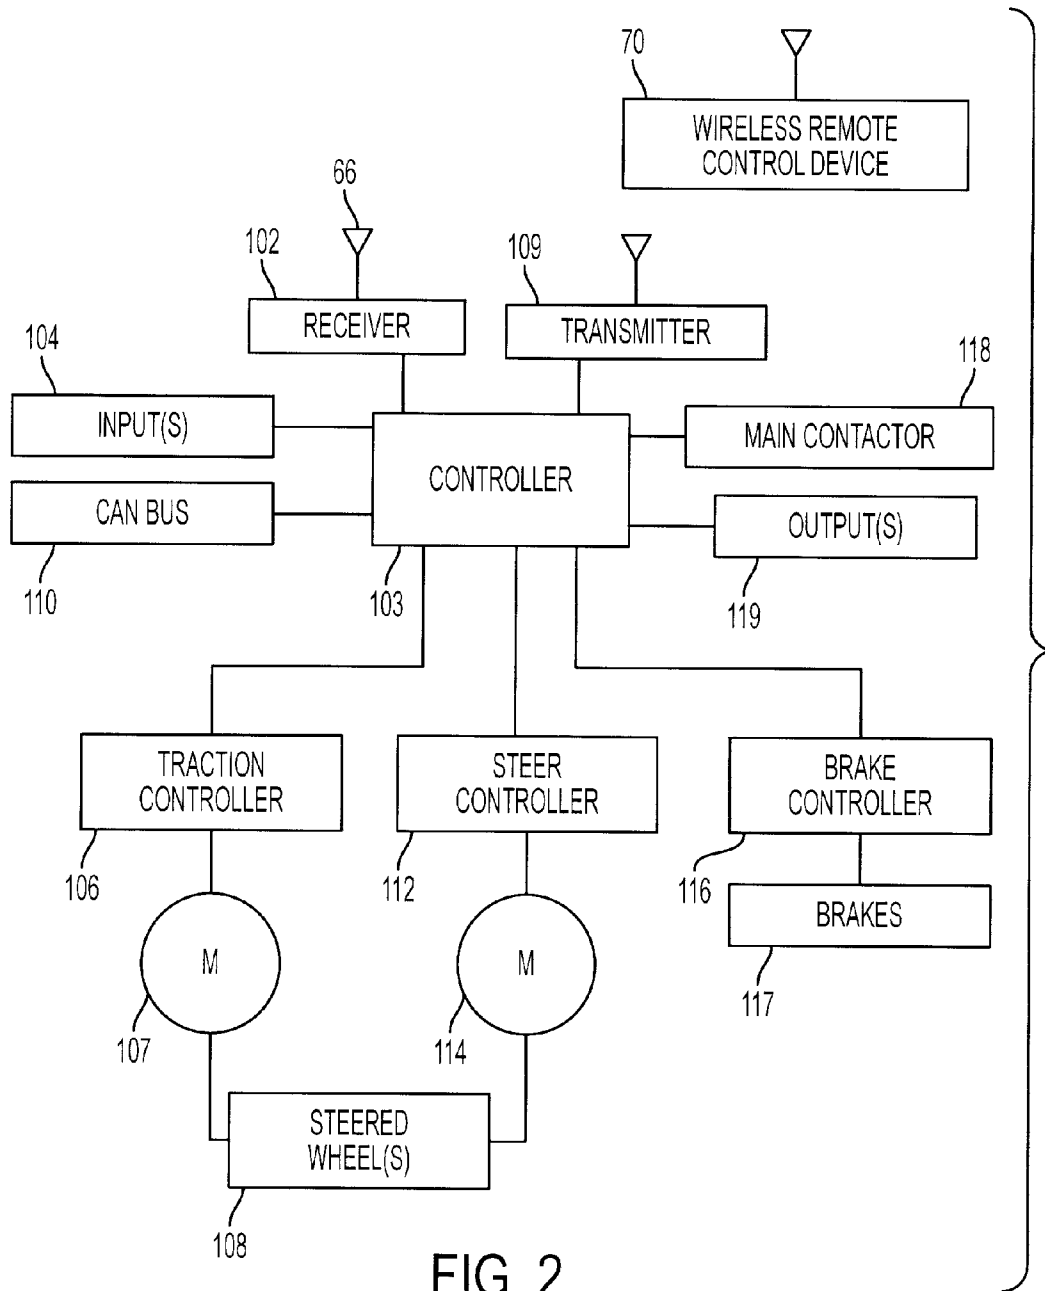 70
WIRELESS REMOTE
CONTROL DEVICE
66
102
109
RECEIVER
TRANSMITTER
104
118
INPUT(S)
MAIN CONTACTOR
CONTROLLER
CAN BUS
OUTPUT(S)
110
103
119
TRACTION
CONTROLLER
STEER
CONTROLLER
BRAKE
CONTROLLER
106
112
116
BRAKES
M
M
117
107
114
STEERED
WHEEL(S)
108
FIG. 2